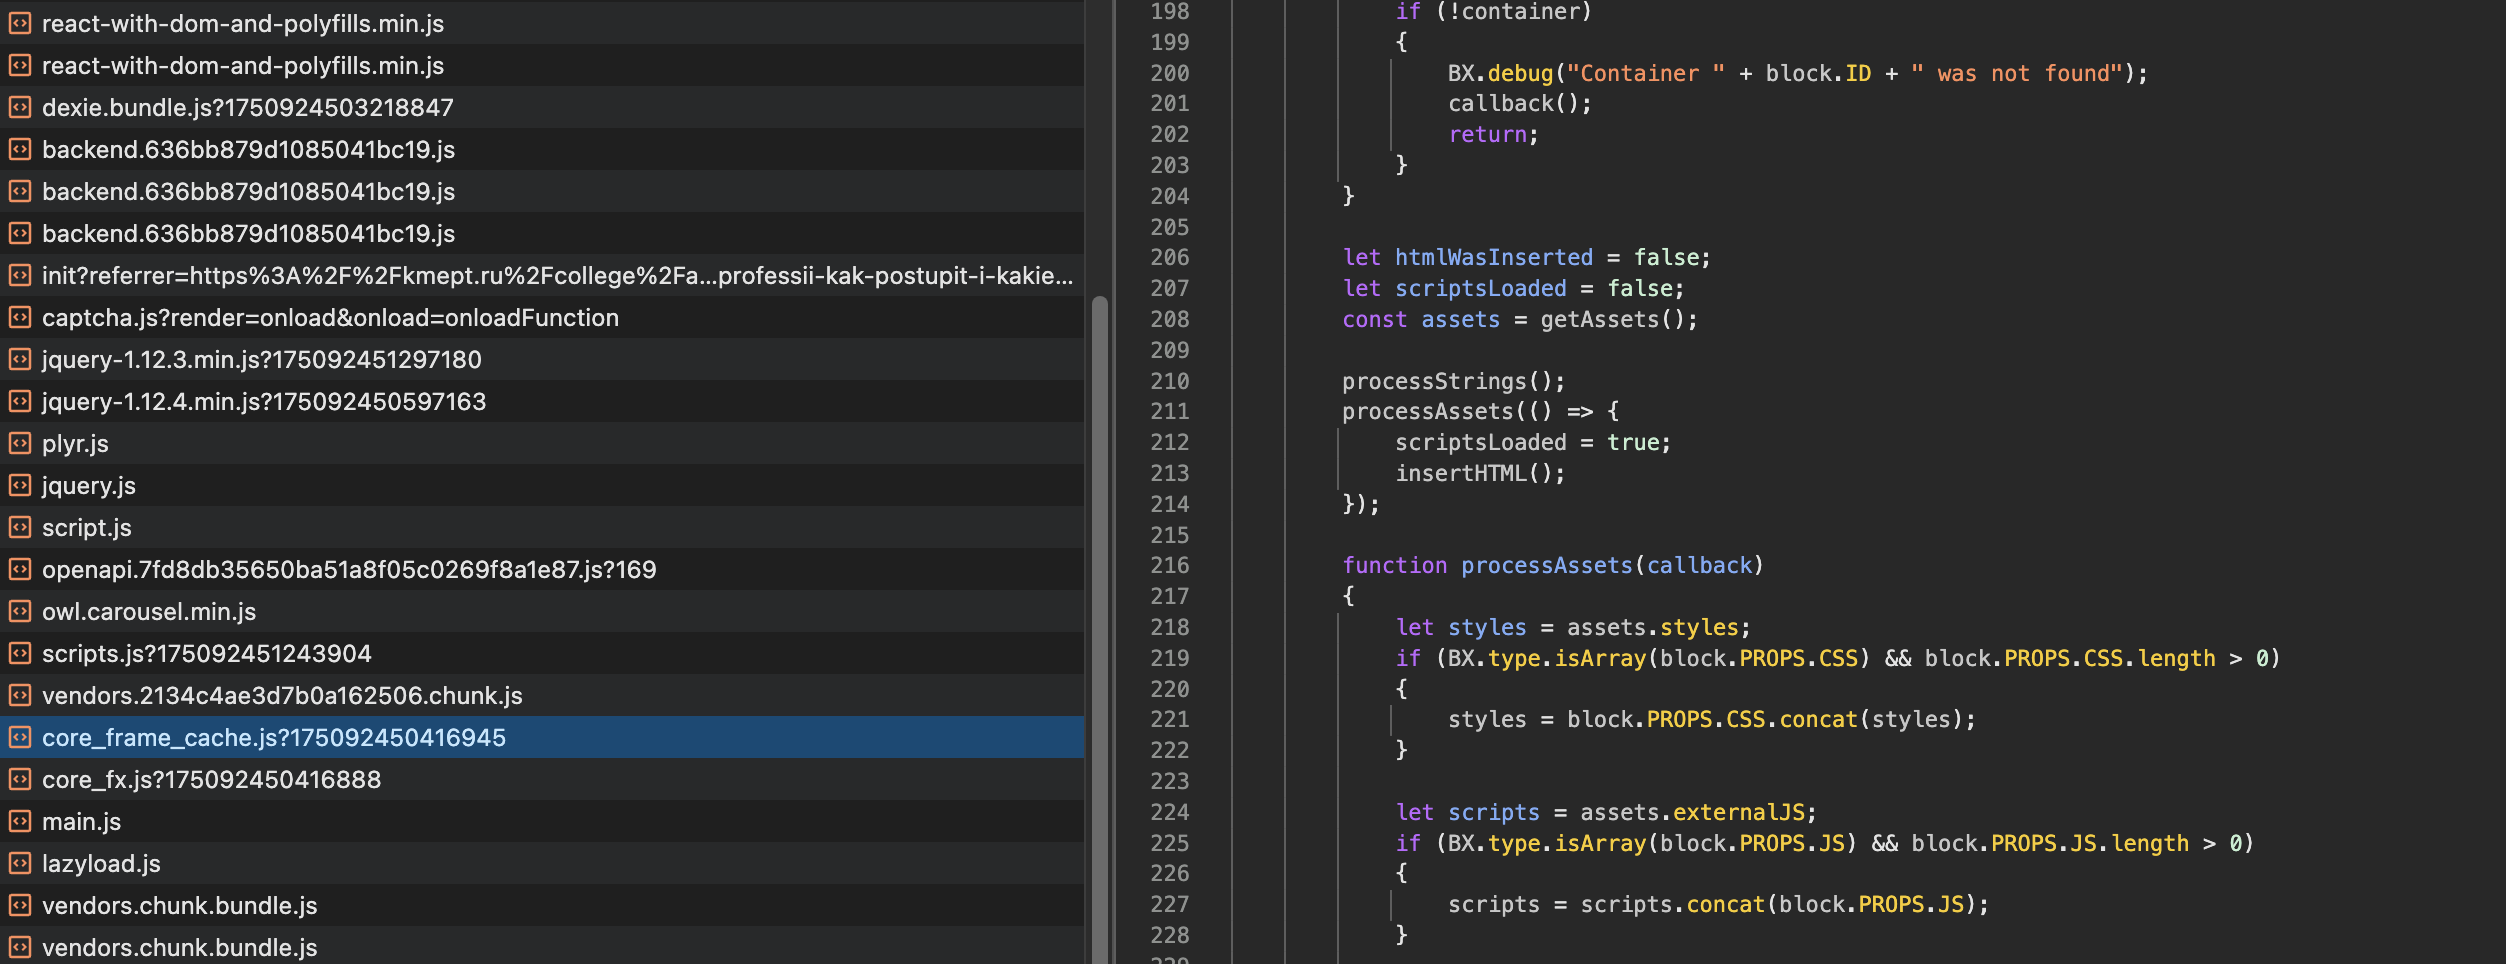 react-with-dom-and-polyfills.min.js
react-with-dom-and-polyfills.min.js
dexie.bundle.js?1750924503218847
backend.636bb879d1085041bc19.js
backend.636bb879d1085041bc19.js
backend.636bb879d1085041bc19.js
init?referrer=https%3A%2F%2Fkmept.ru%2Fcollege%2Fa...professii-kak-postupit-i-kakie...
captcha.js?render=onload&onload=onloadFunction
jquery-1.12.3.min.js?175092451297180
jquery-1.12.4.min.js?175092450597163
plyr.js
jquery.js
script.js
openapi.7fd8db35650ba51a8f05c0269f8a1e87.js?169
owl.carousel.min.js
scripts.js?175092451243904
vendors.2134c4ae3d7b0a162506.chunk.js
core_frame_cache.js?175092450416945
core_fx.js?175092450416888
main.js
lazyload.js
vendors.chunk.bundle.js
vendors.chunk.bundle.js
198 if (!container)
199 {
200 BX.debug("Container " + block.ID + " was not found");
201 callback();
202 return;
203 }
204 }
205
206 let htmlWasInserted = false;
207 let scriptsLoaded = false;
208 const assets = getAssets();
209
210 processStrings();
211 processAssets(() => {
212 scriptsLoaded = true;
213 insertHTML();
214 });
215
216 function processAssets(callback)
217 {
218 let styles = assets.styles;
219 if (BX.type.isArray(block.PROPS.CSS) && block.PROPS.CSS.length > 0)
220 {
221 styles = block.PROPS.CSS.concat(styles);
222 }
223
224 let scripts = assets.externalJS;
225 if (BX.type.isArray(block.PROPS.JS) && block.PROPS.JS.length > 0)
226 {
227 scripts = scripts.concat(block.PROPS.JS);
228 }